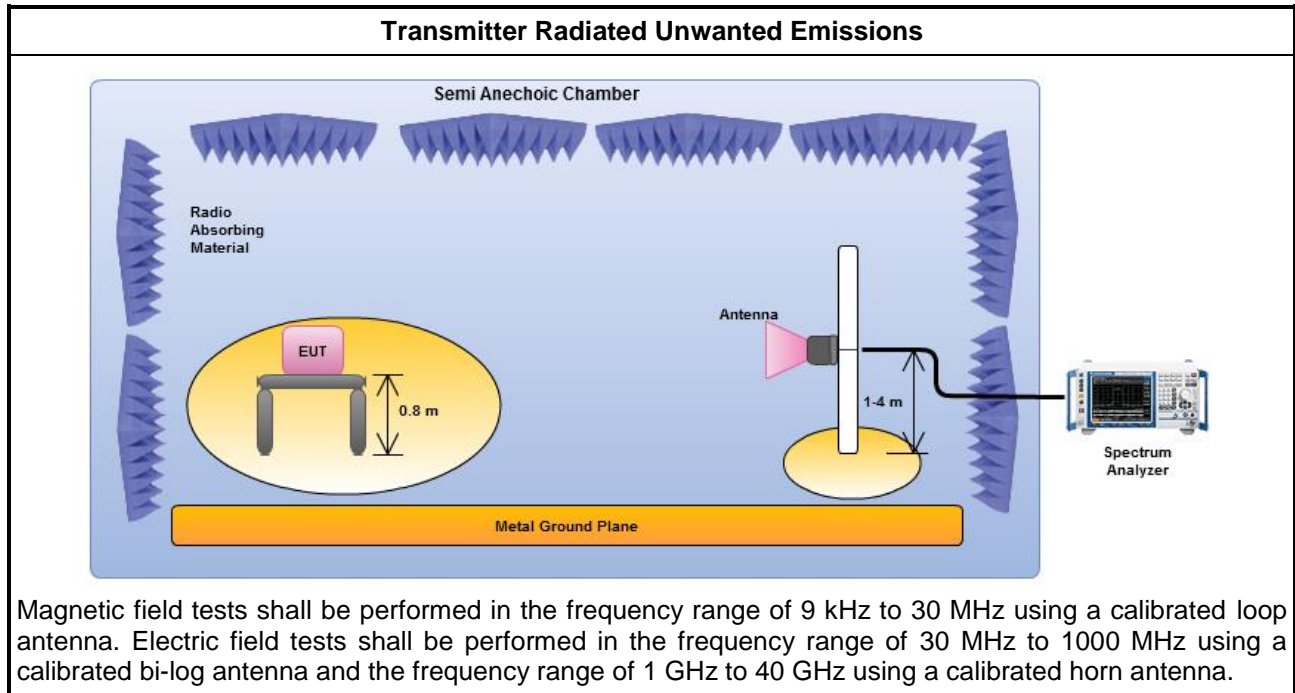 Transmitter Radiated Unwanted Emissions
Semi Anechoic Chamber
Radio
Absorbing
Material
Antenna
EUT
0.8 m
1-4 m
Spectrum
Analyzer
Metal Ground Plane
Magnetic field tests shall be performed in the frequency range of 9 kHz to 30 MHz using a calibrated loop
antenna. Electric field tests shall be performed in the frequency range of 30 MHz to 1000 MHz using a
calibrated bi-log antenna and the frequency range of 1 GHz to 40 GHz using a calibrated horn antenna.